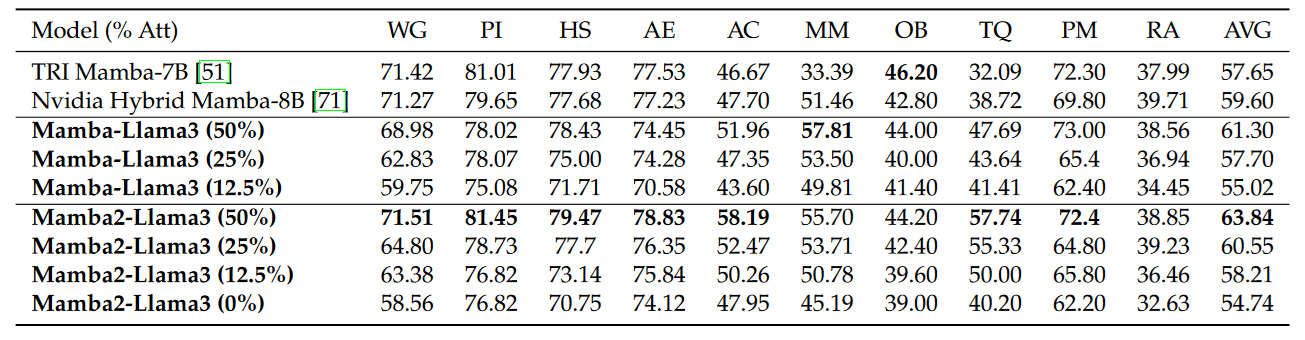 Model (% Att) WG PI HS AE AC MM OB TQ PM RA AVG
TRI Mamba-7B [51] 71.42 81.01 77.93 77.53 46.67 33.39 46.20 32.09 72.30 37.99 57.65
Nvidia Hybrid Mamba-8B [71] 71.27 79.65 77.68 77.23 47.70 51.46 42.80 38.72 69.80 39.71 59.60
Mamba-Llama3 (50%) 68.98 78.02 78.43 74.45 51.96 57.81 44.00 47.69 73.00 38.56 61.30
Mamba-Llama3 (25%) 62.83 78.07 75.00 74.28 47.35 53.50 40.00 43.64 65.4 36.94 57.70
Mamba-Llama3 (12.5%) 59.75 75.08 71.71 70.58 43.60 49.81 41.40 41.41 62.40 34.45 55.02
Mamba2-Llama3 (50%) 71.51 81.45 79.47 78.83 58.19 55.70 44.20 57.74 72.4 38.85 63.84
Mamba2-Llama3 (25%) 64.80 78.73 77.7 76.35 52.47 53.71 42.40 55.33 64.80 39.23 60.55
Mamba2-Llama3 (12.5%) 63.38 76.82 73.14 75.84 50.26 50.78 39.60 50.00 65.80 36.46 58.21
Mamba2-Llama3 (0%) 58.56 76.82 70.75 74.12 47.95 45.19 39.00 40.20 62.20 32.63 54.74